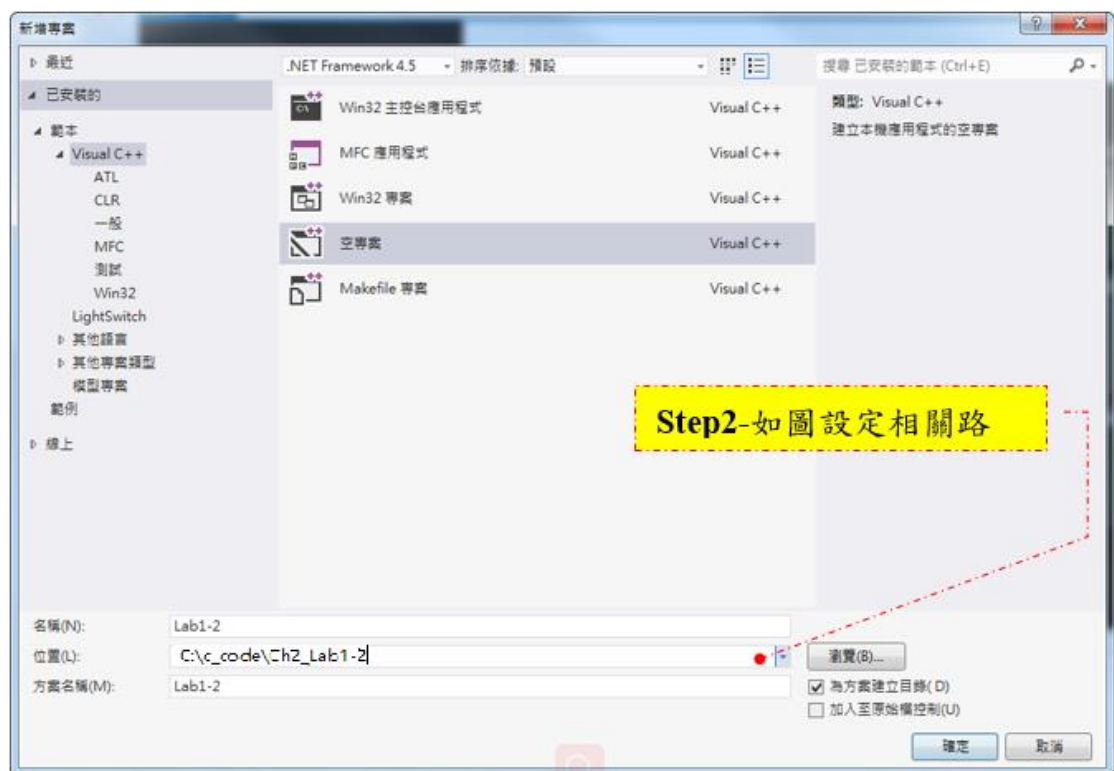 新增專案
最近
.NET Framework 4.5 排序依據: 預設
搜尋 已安裝的範本 (Ctrl+E)
已安裝的
範本
Visual C++
ATL
CLR
一般
MFC
測試
Win32
LightSwitch
其他語言
其他專案類型
模型專案
範例
線上
Win32 主控台應用程式 Visual C++
MFC 應用程式 Visual C++
Win32 專案 Visual C++
空專案 Visual C++
Makefile 專案 Visual C++
類型: Visual C++
建立本機應用程式的空專案
Step2-如圖設定相關路
名稱(N): Lab1-2
位置(L): C:\c_code\Ch2_Lab1-2
瀏覽(B)...
方案名稱(M): Lab1-2
為方案建立目錄(D)
加入至原始檔控制(U)
確定 取消